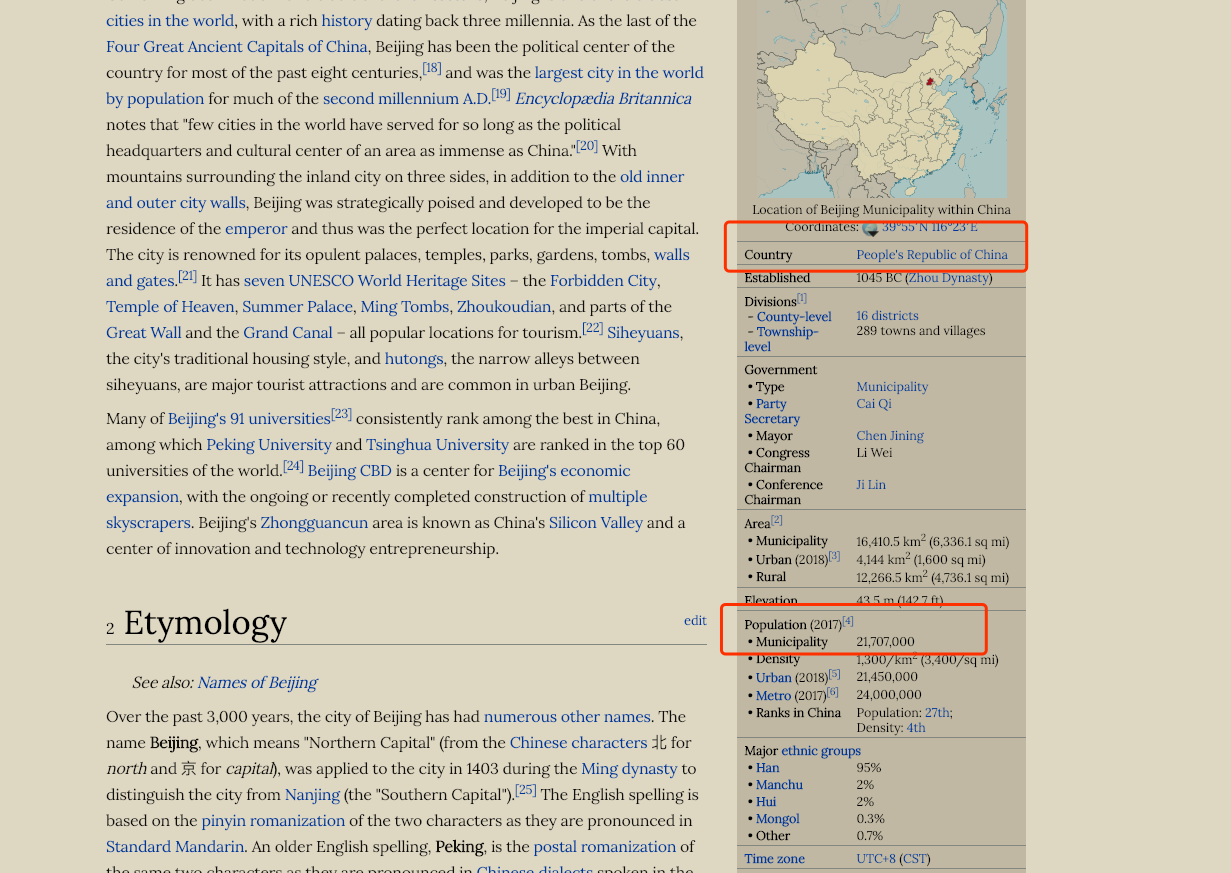 cities in the world, with a rich history dating back three millennia. As the last of the
Four Great Ancient Capitals of China, Beijing has been the political center of the
country for most of the past eight centuries,[18] and was the largest city in the world
by population for much of the second millennium A.D.[19] Encyclopædia Britannica
notes that "few cities in the world have served for so long as the political
headquarters and cultural center of an area as immense as China."[20] With
mountains surrounding the inland city on three sides, in addition to the old inner
and outer city walls, Beijing was strategically poised and developed to be the
residence of the emperor and thus was the perfect location for the imperial capital.
The city is renowned for its opulent palaces, temples, parks, gardens, tombs, walls
and gates.[21] It has seven UNESCO World Heritage Sites – the Forbidden City,
Temple of Heaven, Summer Palace, Ming Tombs, Zhoukoudian, and parts of the
Great Wall and the Grand Canal – all popular locations for tourism.[22] Siheyuans,
the city's traditional housing style, and hutongs, the narrow alleys between
siheyuans, are major tourist attractions and are common in urban Beijing.
Many of Beijing's 91 universities[23] consistently rank among the best in China,
among which Peking University and Tsinghua University are ranked in the top 60
universities of the world.[24] Beijing CBD is a center for Beijing's economic
expansion, with the ongoing or recently completed construction of multiple
skyscrapers. Beijing's Zhongguancun area is known as China's Silicon Valley and a
center of innovation and technology entrepreneurship.
2 Etymology edit
See also: Names of Beijing
Over the past 3,000 years, the city of Beijing has had numerous other names. The
name Beijing, which means "Northern Capital" (from the Chinese characters 北 for
north and 京 for capital), was applied to the city in 1403 during the Ming dynasty to
distinguish the city from Nanjing (the "Southern Capital").[25] The English spelling is
based on the pinyin romanization of the two characters as they are pronounced in
Standard Mandarin. An older English spelling, Peking, is the postal romanization of
the same two characters as they are pronounced in Chinese dialects spoken in the
Location of Beijing Municipality within China
Coordinates: 39°55′N 116°23′E
Country People's Republic of China
Established 1045 BC (Zhou Dynasty)
Divisions[1]
– County-level 16 districts
– Township- 289 towns and villages
level
Government
• Type Municipality
• Party Cai Qi
Secretary
• Mayor Chen Jining
• Congress Li Wei
Chairman
• Conference Ji Lin
Chairman
Area[2]
• Municipality 16,410.5 km2 (6,336.1 sq mi)
• Urban (2018)[3] 4,144 km2 (1,600 sq mi)
• Rural 12,266.5 km2 (4,736.1 sq mi)
Elevation 43.5 m (142.7 ft)
Population (2017)[4]
• Municipality 21,707,000
• Density 1,300/km2 (3,400/sq mi)
• Urban (2018)[5] 21,450,000
• Metro (2017)[6] 24,000,000
• Ranks in China Population: 27th;
Density: 4th
Major ethnic groups
• Han 95%
• Manchu 2%
• Hui 2%
• Mongol 0.3%
• Other 0.7%
Time zone UTC+8 (CST)